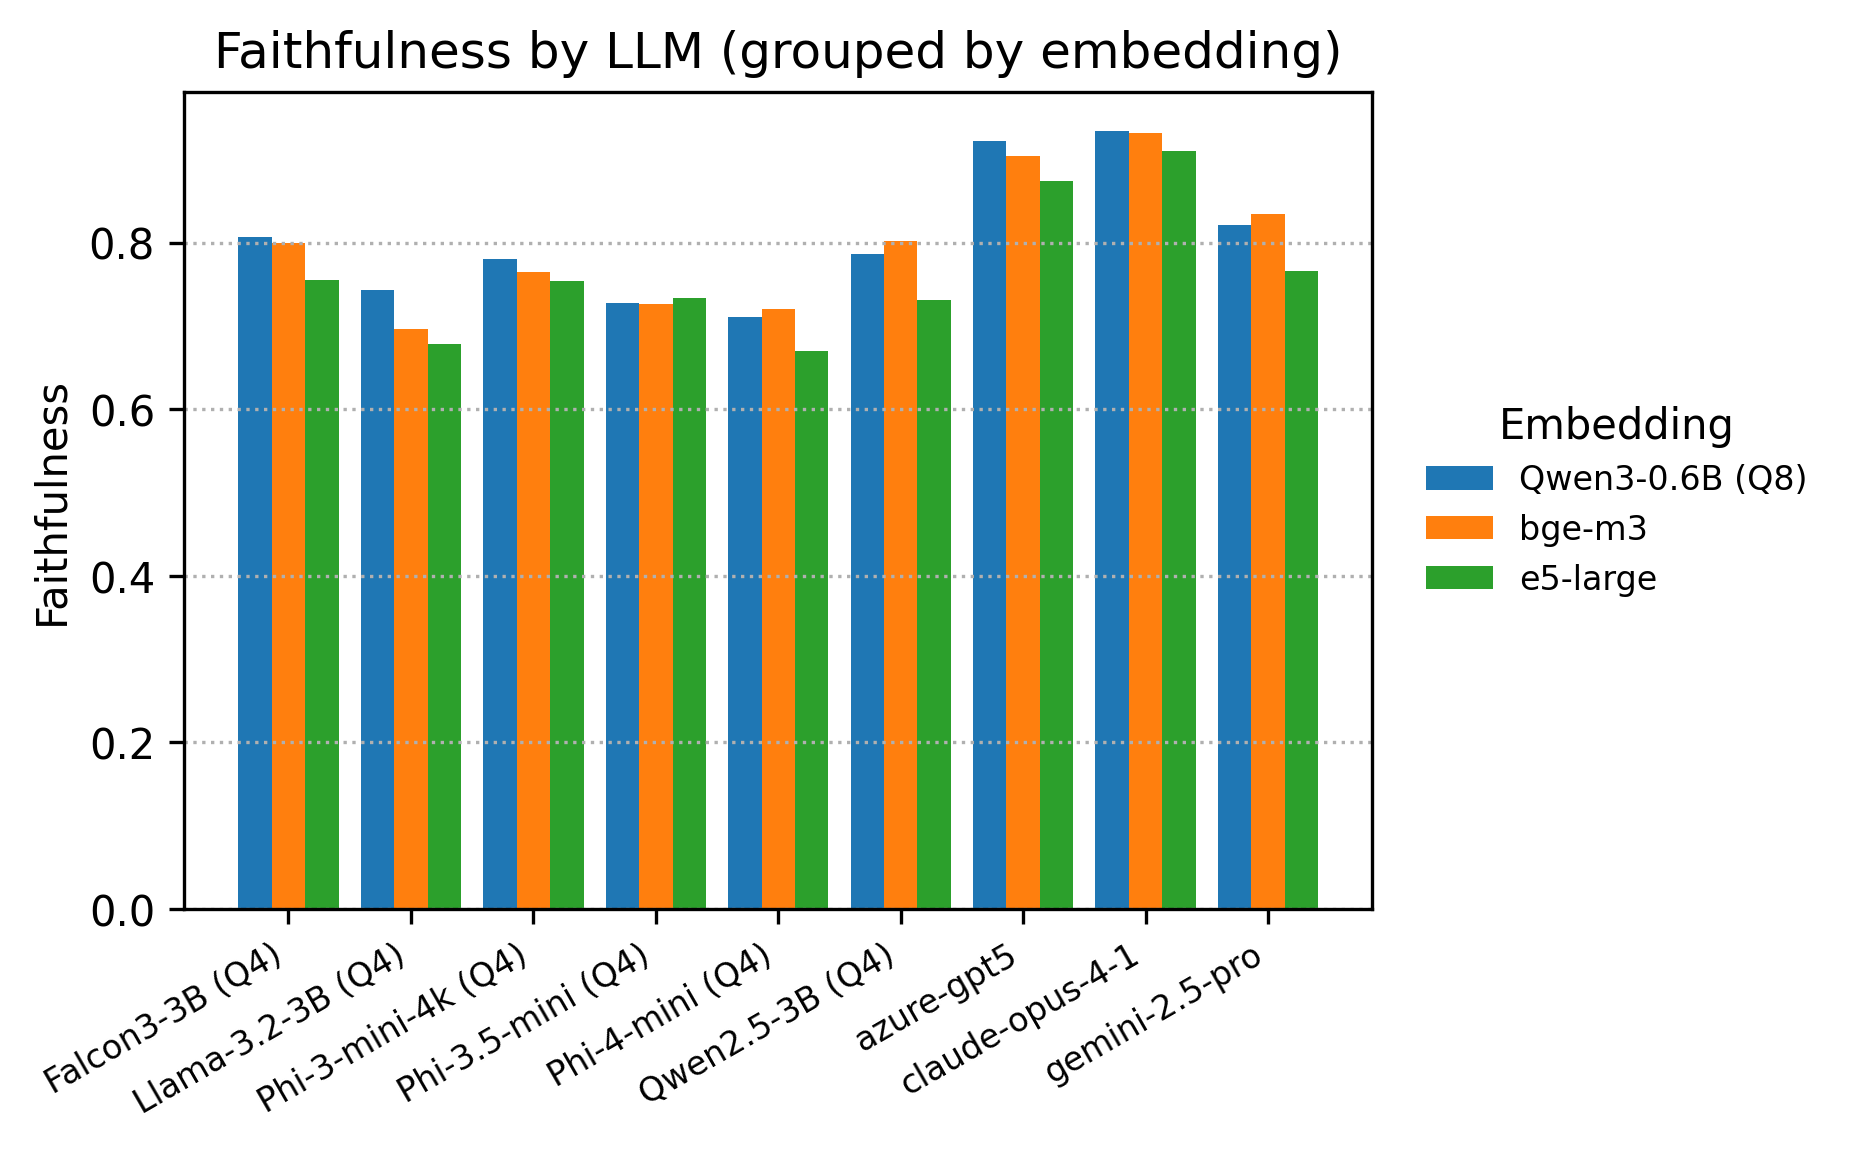 Faithfulness by LLM (grouped by embedding)
Faithfulness
0.8
0.6
0.4
0.2
0.0
Falcon3-3B (Q4)
Llama-3.2-3B (Q4)
Phi-3-mini-4k (Q4)
Phi-3.5-mini (Q4)
Phi-4-mini (Q4)
Qwen2.5-3B (Q4)
azure-gpt5
claude-opus-4-1
gemini-2.5-pro
Embedding
Qwen3-0.6B (Q8)
bge-m3
e5-large